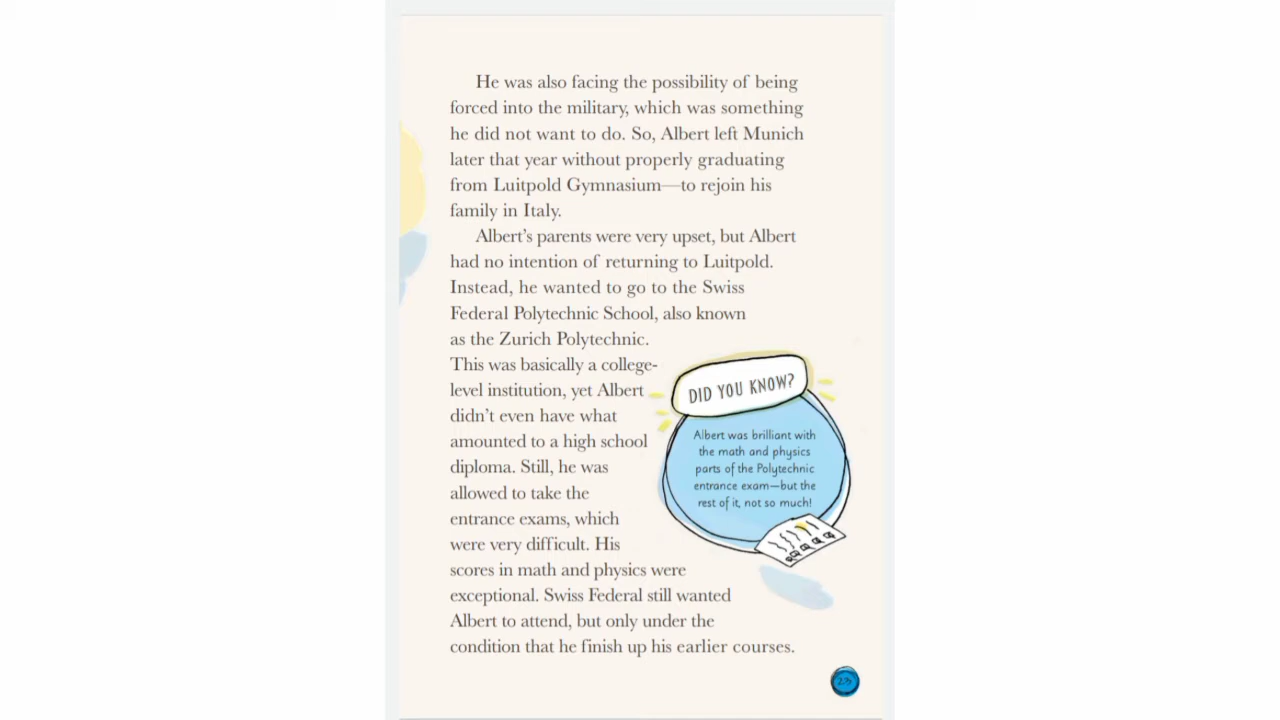 He was also facing the possibility of being
forced into the military, which was something
he did not want to do. So, Albert left Munich
later that year without properly graduating
from Luitpold Gymnasium—to rejoin his
family in Italy.
Albert's parents were very upset, but Albert
had no intention of returning to Luitpold.
Instead, he wanted to go to the Swiss
Federal Polytechnic School, also known
as the Zurich Polytechnic.
This was basically a college-
level institution, yet Albert
didn't even have what
amounted to a high school
diploma. Still, he was
allowed to take the
entrance exams, which
were very difficult. His
scores in math and physics were
exceptional. Swiss Federal still wanted
Albert to attend, but only under the
condition that he finish up his earlier courses.
DID YOU KNOW?
Albert was brilliant with
the math and physics
parts of the Polytechnic
entrance exam—but the
rest of it, not so much!